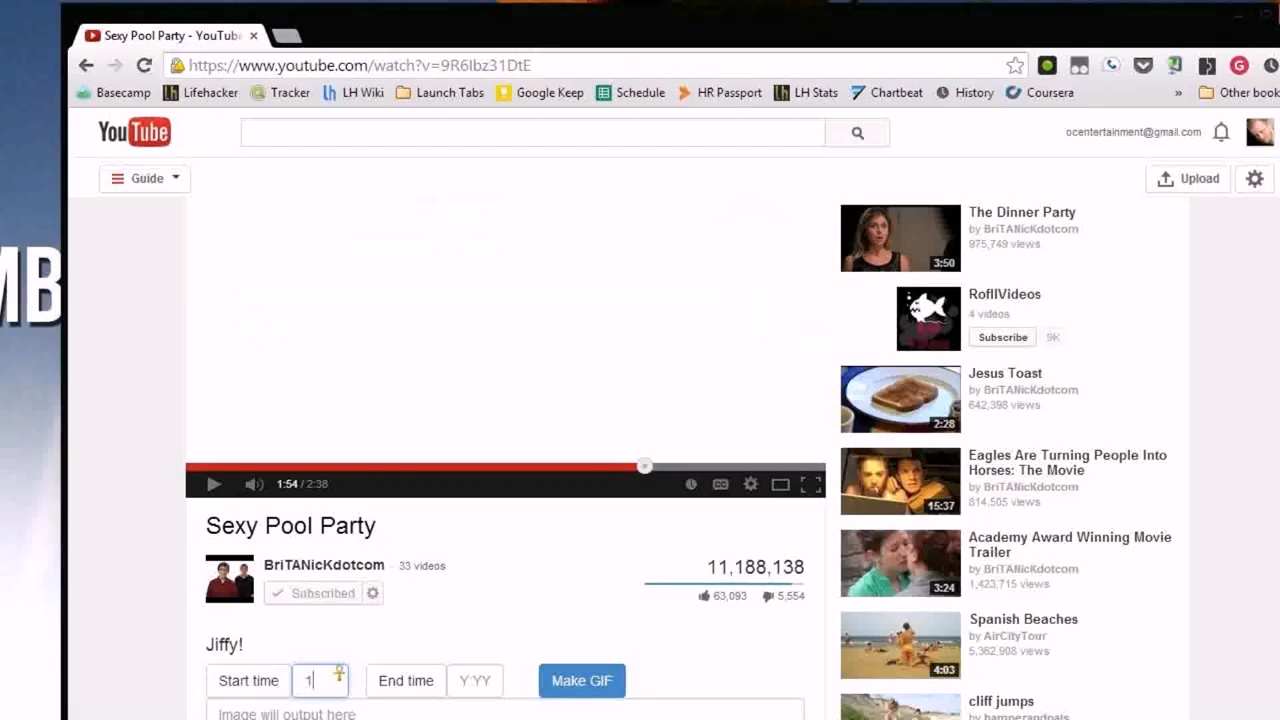 Sexy Pool Party - YouTube
https://www.youtube.com/watch?v=9R6Ibz31DtE
Basecamp Lifehacker Tracker LH Wiki Launch Tabs Google Keep Schedule HR Passport LH Stats Chartbeat History Coursera » Other book
YouTube
ocentertainment@gmail.com
Guide
Upload
MB
The Dinner Party
by BriTANicKdotcom
975,749 views
3:50
RoflIVideos
4 videos
Subscribe 9K
Jesus Toast
by BriTANicKdotcom
642,398 views
2:28
Eagles Are Turning People Into
Horses: The Movie
by BriTANicKdotcom
814,505 views
15:37
Academy Award Winning Movie
Trailer
by BriTANicKdotcom
1,423,715 views
3:24
Spanish Beaches
by AirCityTour
5,362,908 views
4:03
cliff jumps
by hamperandpals
1:54 / 2:38
CC
Sexy Pool Party
BriTANicKdotcom · 33 videos
Subscribed
11,188,138
63,093 5,554
Jiffy!
Start time 1 End time Y:YY Make GIF
Image will output here